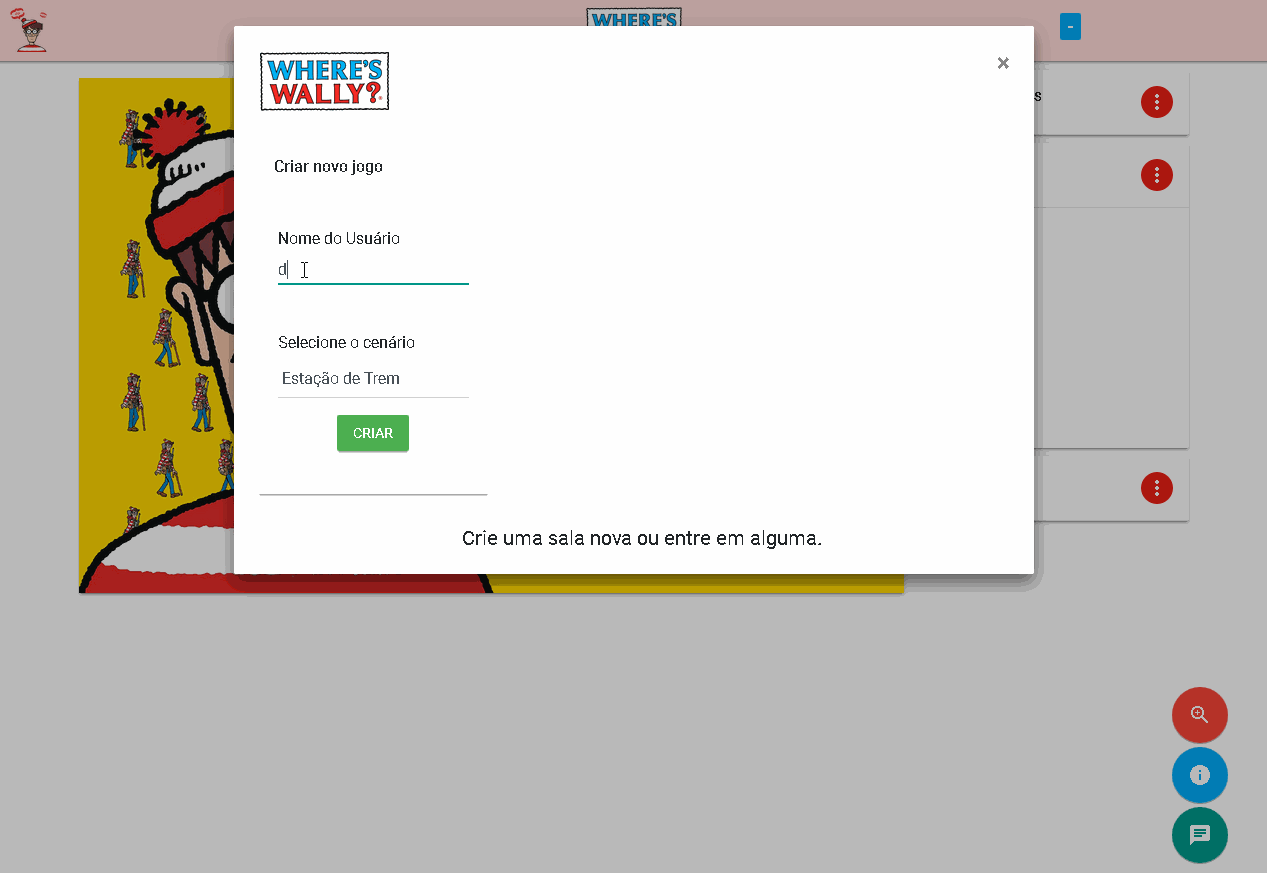 WHERE'S
-
WHERE'S
WALLY?
×
s
Criar novo jogo
Nome do Usuário
d
Selecione o cenário
Estação de Trem
CRIAR
Crie uma sala nova ou entre em alguma.